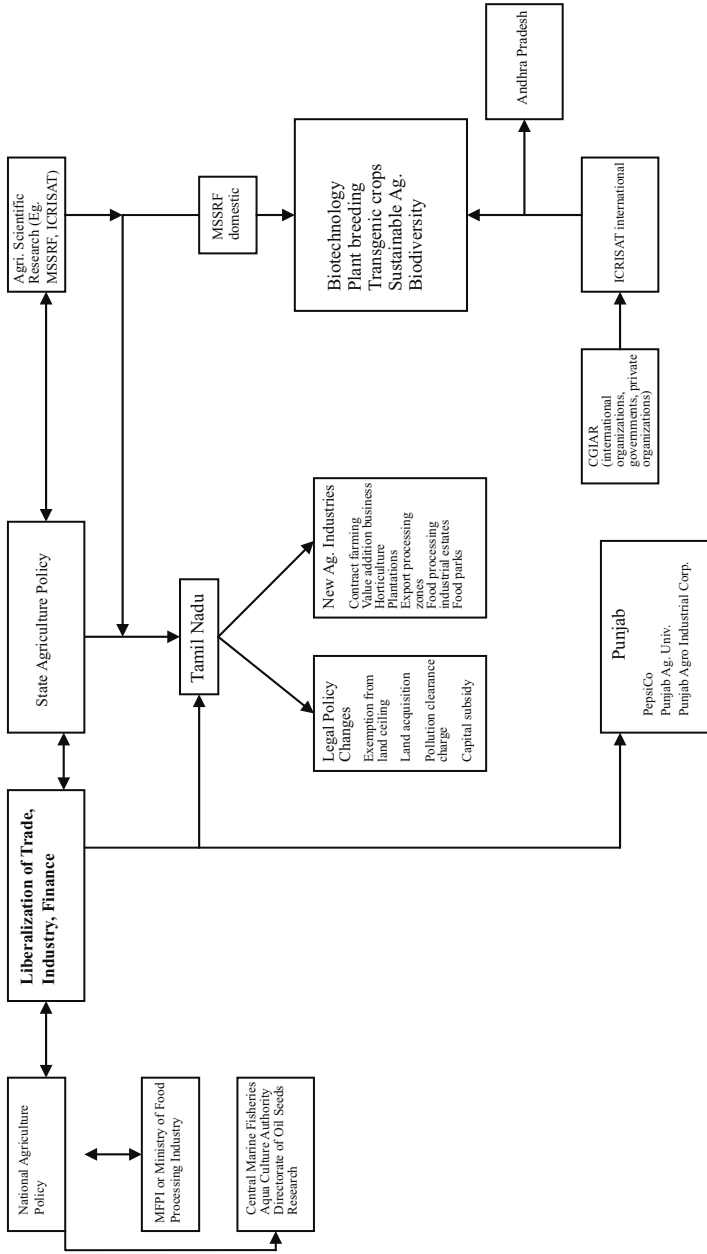 National Agriculture
Policy
MFPI or Ministry of Food
Processing Industry
Central Marine Fisheries
Aqua Culture Authority
Directorate of Oil Seeds
Research
Liberalization of Trade,
Industry, Finance
State Agriculture Policy
Agri. Scientific
Research (Eg.
MSSRF, ICRISAT)
Tamil Nadu
Legal Policy
Changes
Exemption from
land ceiling
Land acquisition
Pollution clearance
charge
Capital subsidy
New Ag. Industries
Contract farming
Value addition business
Horticulture
Plantations
Export processing
zones
Food processing
industrial estates
Food parks
MSSRF
domestic
Biotechnology
Plant breeding
Transgenic crops
Sustainable Ag.
Biodiversity
Andhra Pradesh
ICRISAT international
CGIAR
(international
organizations,
governments, private
organizations)
Punjab
PepsiCo
Punjab Ag. Univ.
Punjab Agro Industrial Corp.